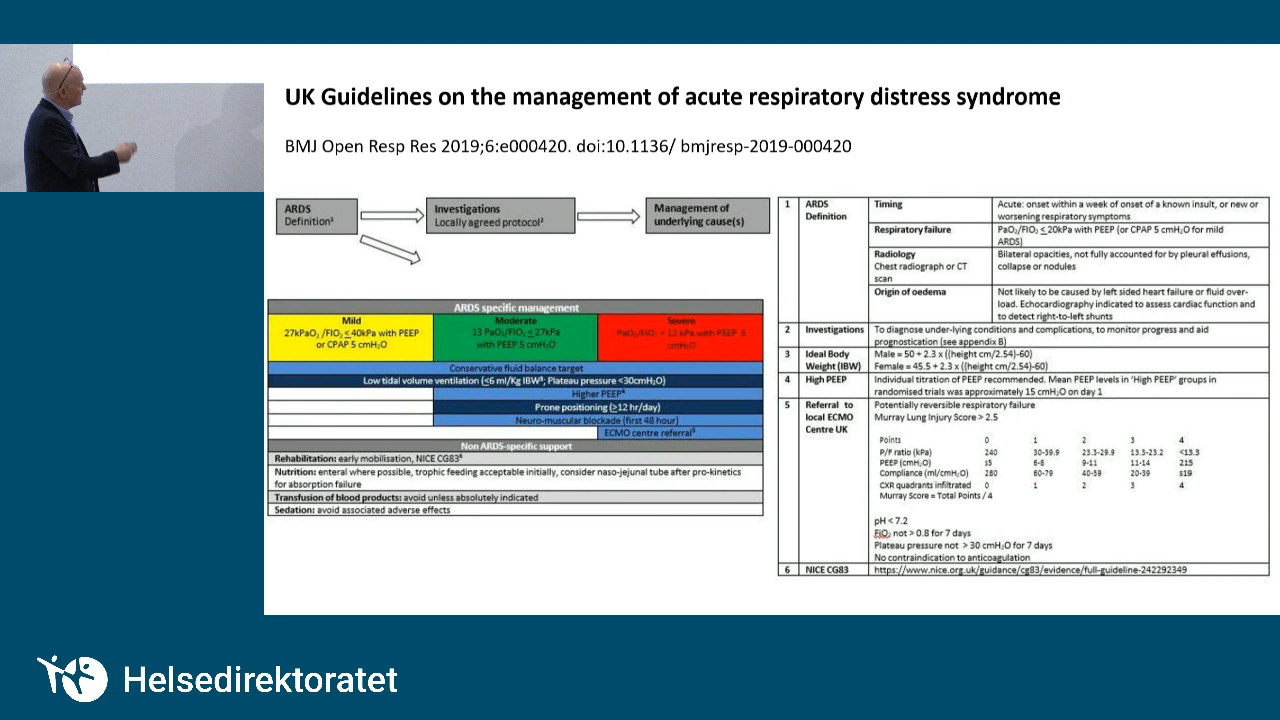 UK Guidelines on the management of acute respiratory distress syndrome
BMJ Open Resp Res 2019;6:e000420. doi:10.1136/ bmjresp-2019-000420
ARDS
Definition¹
Investigations
Locally agreed protocol²
Management of
underlying cause(s)
ARDS specific management
Mild
27kPaO₂ /FIO₂ ≤ 40kPa with PEEP
or CPAP 5 cmH₂O
Moderate
13 PaO₂/FIO₂ ≤ 27kPa
with PEEP 5 cmH₂O
Severe
PaO₂/FIO₂ < 12 kPa with PEEP 5
cmH₂O
Conservative fluid balance target
Low tidal volume ventilation (≤6 ml/Kg IBW³; Plateau pressure <30cmH₂O)
Higher PEEP⁴
Prone positioning (≥12 hr/day)
Neuro-muscular blockade (first 48 hour)
ECMO centre referral⁵
Non ARDS-specific support
Rehabilitation: early mobilisation, NICE CG83⁶
Nutrition: enteral where possible, trophic feeding acceptable initially, consider naso-jejunal tube after pro-kinetics
for absorption failure
Transfusion of blood products: avoid unless absolutely indicated
Sedation: avoid associated adverse effects
1 ARDS Definition
Timing
Acute: onset within a week of onset of a known insult, or new or
worsening respiratory symptoms
Respiratory failure
PaO₂/FIO₂ ≤ 20kPa with PEEP (or CPAP 5 cmH₂O for mild
ARDS)
Radiology
Chest radiograph or CT
scan
Bilateral opacities, not fully accounted for by pleural effusions,
collapse or nodules
Origin of oedema
Not likely to be caused by left sided heart failure or fluid over-
load. Echocardiography indicated to assess cardiac function and
to detect right-to-left shunts
2 Investigations
To diagnose under-lying conditions and complications, to monitor progress and aid
prognostication (see appendix B)
3 Ideal Body
Weight (IBW)
Male = 50 + 2.3 x ((height cm/2.54)-60)
Female = 45.5 + 2.3 x ((height cm/2.54)-60)
4 High PEEP
Individual titration of PEEP recommended. Mean PEEP levels in 'High PEEP' groups in
randomised trials was approximately 15 cmH₂O on day 1
5 Referral to
local ECMO
Centre UK
Potentially reversible respiratory failure
Murray Lung Injury Score > 2.5
Points 0 1 2 3 4
P/F ratio (kPa) 240 30-39.9 23.3-29.9 13.3-23.2 <13.3
PEEP (cmH₂O) ≤5 6-8 9-11 11-14 215
Compliance (ml/cmH₂O) 280 60-79 40-59 20-39 ≤19
CXR quadrants infiltrated 0 1 2 3 4
Murray Score = Total Points / 4
pH < 7.2
FiO₂ not > 0.8 for 7 days
Plateau pressure not > 30 cmH₂O for 7 days
No contraindication to anticoagulation
6 NICE CG83
https://www.nice.org.uk/guidance/cg83/evidence/full-guideline-242292349
Helsedirektoratet